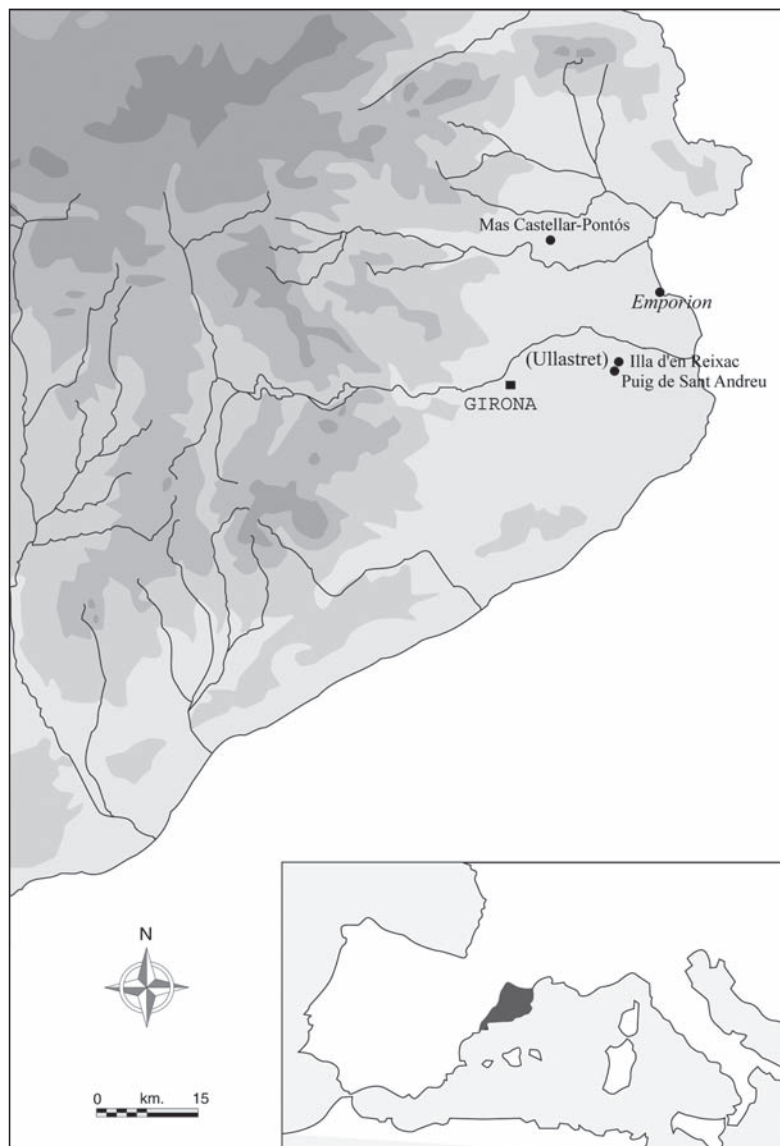 Mas Castellar-Pontós
Emporion
(Ullastret)
Illa d'en Reixac
Puig de Sant Andreu
GIRONA
N
0 km. 15